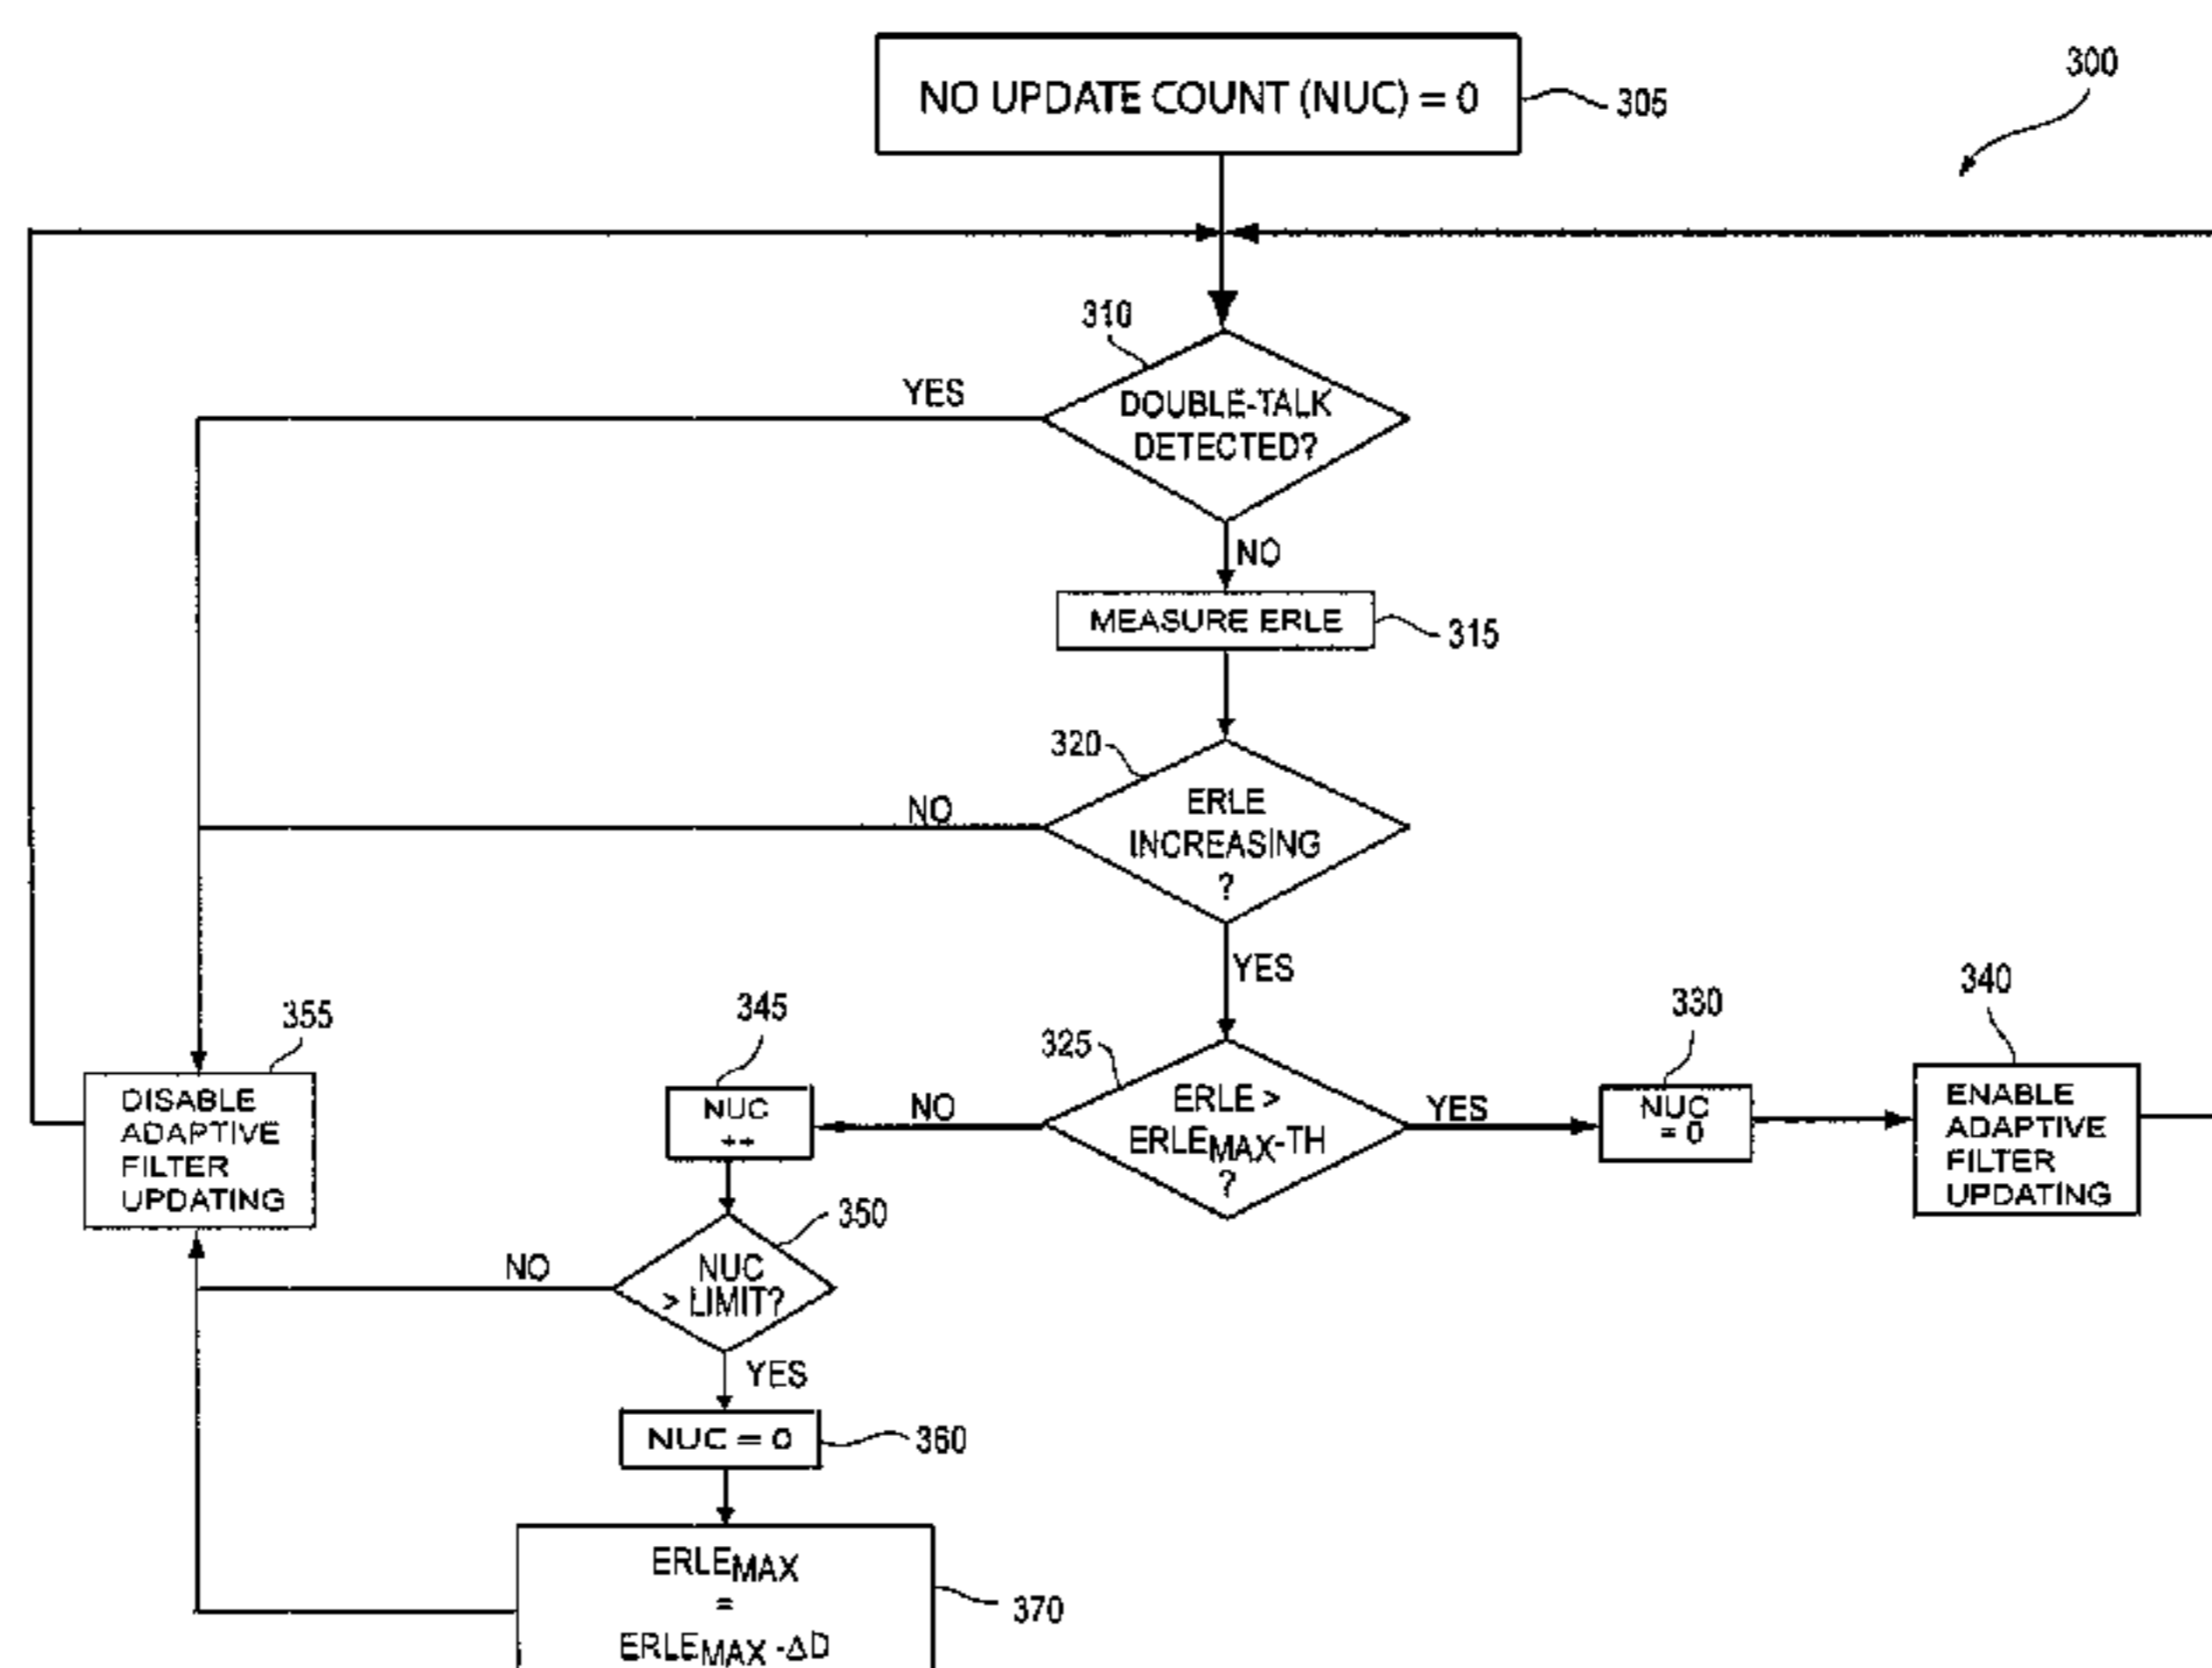 NO UPDATE COUNT (NUC) = 0
305
300
310
YES
DOUBLE-TALK
DETECTED?
NO
MEASURE ERLE
315
320
NO
ERLE
INCREASING
?
YES
355
DISABLE
ADAPTIVE
FILTER
UPDATING
345
NUC
++
NO
325
ERLE >
ERLEMAX-TH
?
YES
330
NUC
= 0
340
ENABLE
ADAPTIVE
FILTER
UPDATING
350
NO
NUC
> LIMIT?
YES
NUC = 0
360
ERLEMAX
=
ERLEMAX -ΔD
370